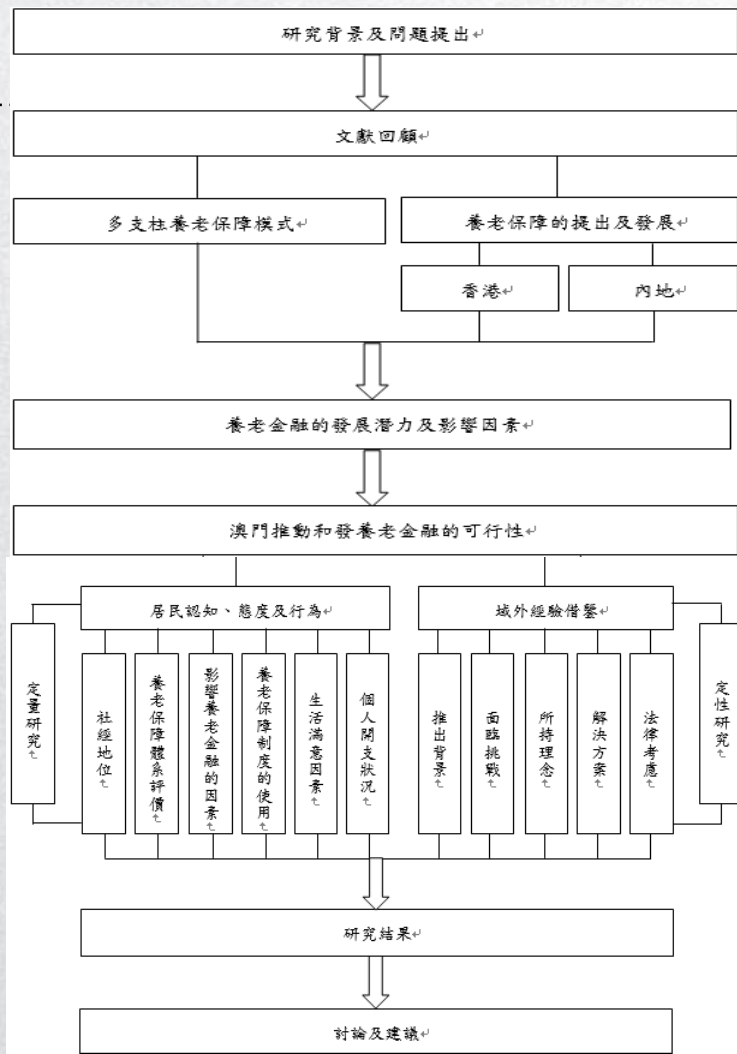 研究背景及問題提出
文獻回顧
多支柱養老保障模式
養老保障的提出及發展
香港
內地
養老金融的發展潛力及影響因素
澳門推動和發養老金融的可行性
居民認知、態度及行為
域外經驗借鑒
定量研究
社經地位
養老保障體系評價
影響養老金融的因素
養老保障制度的使用
生活滿意因素
個人開支狀況
推出背景
面臨挑戰
所持理念
解決方案
法律考慮
定性研究
研究結果
討論及建議